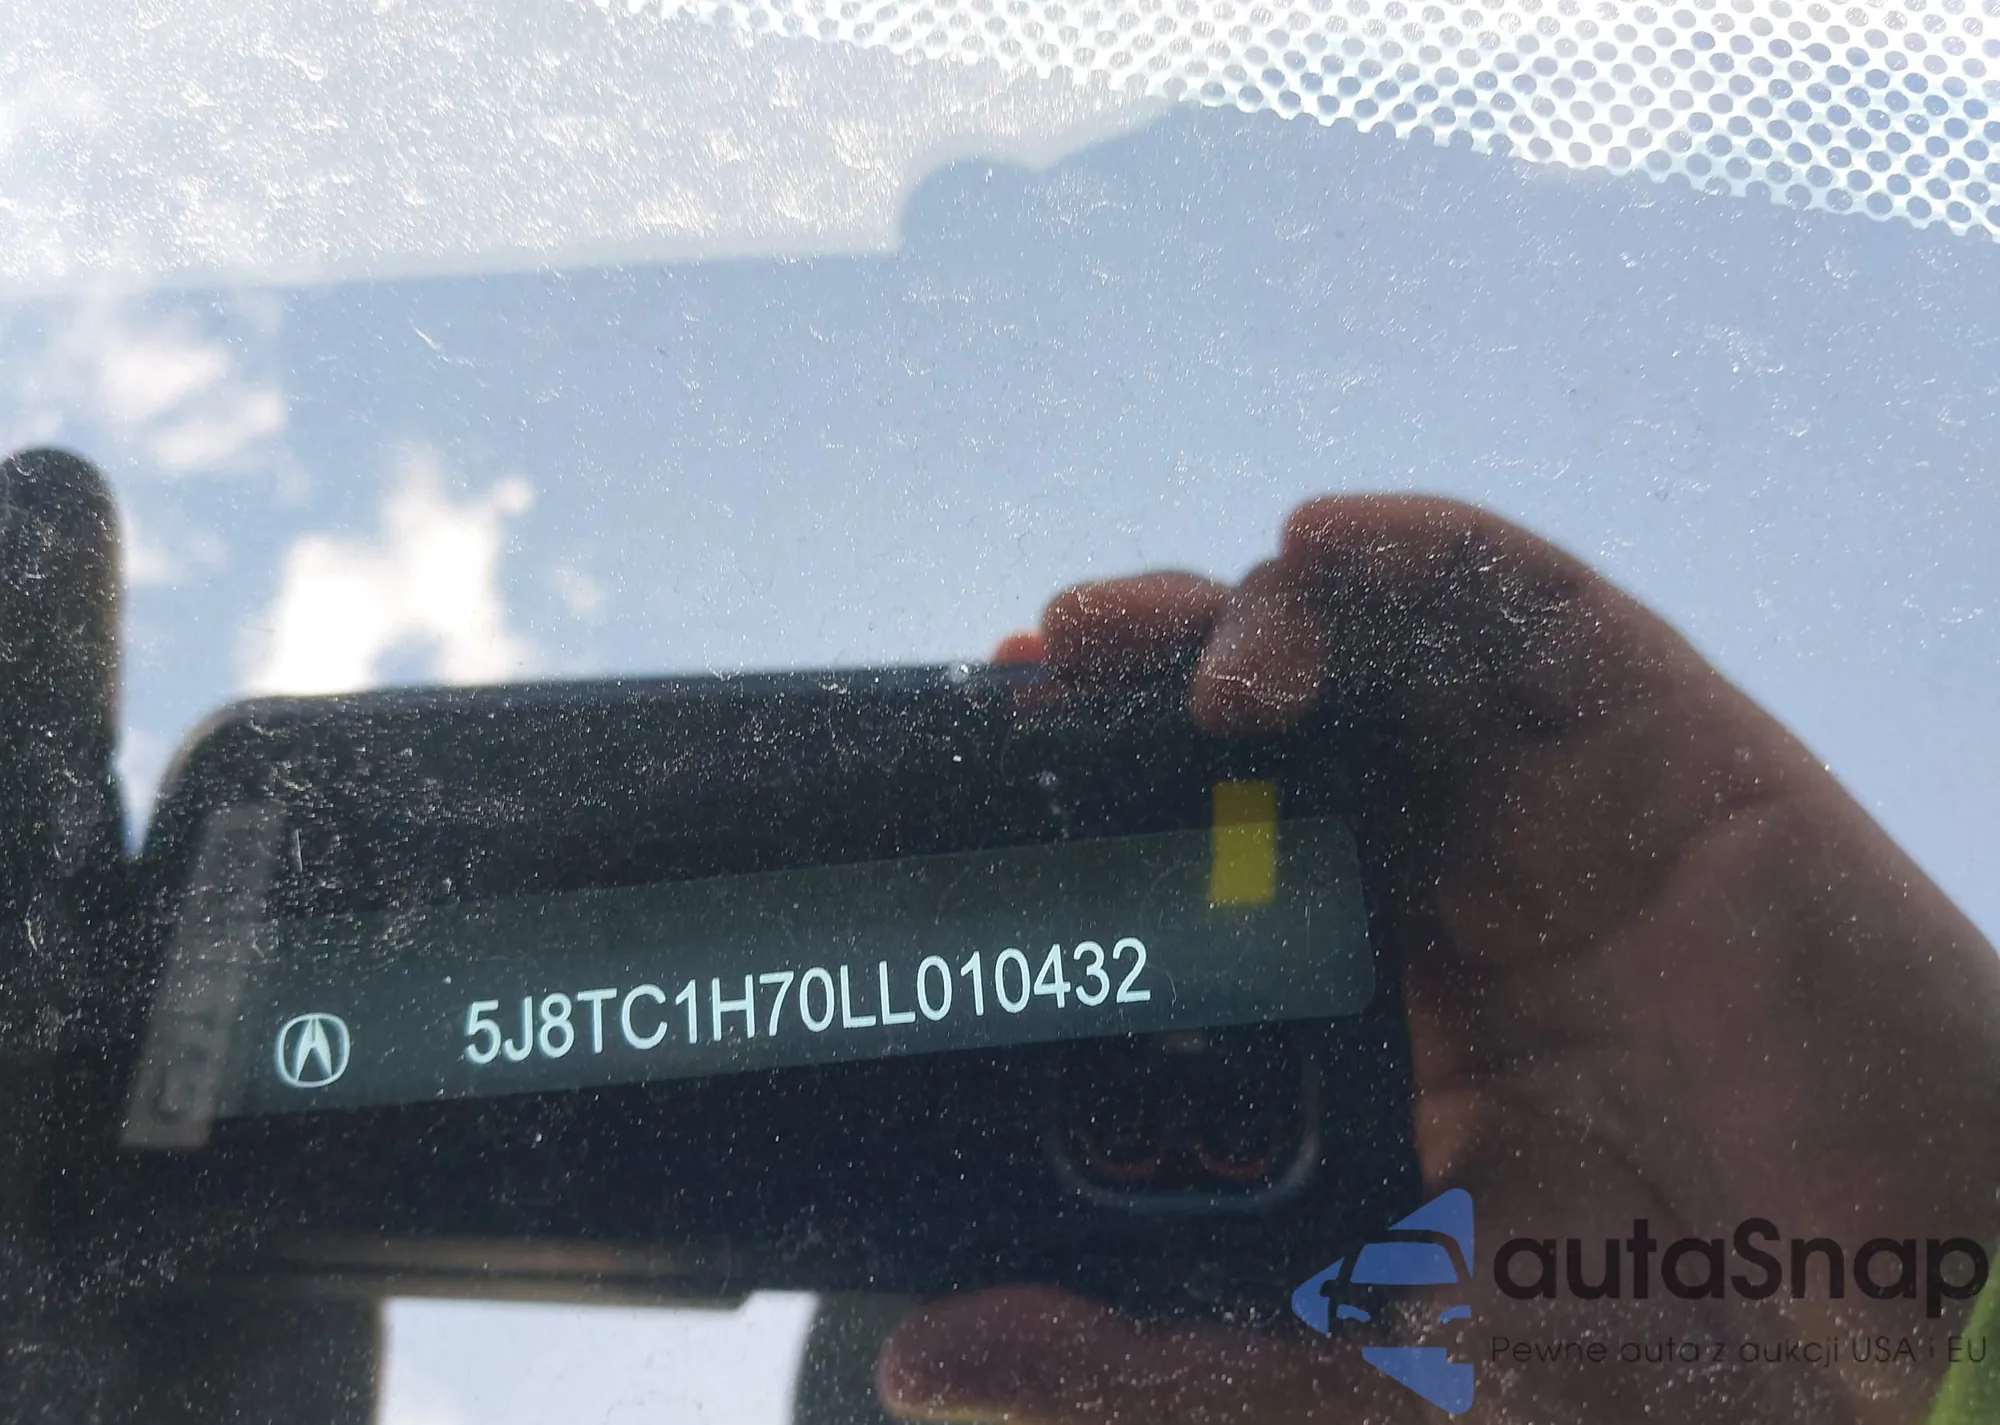 5J8TC1H70LL010432
autaSnap
Pewne auta z aukcji USA i EU